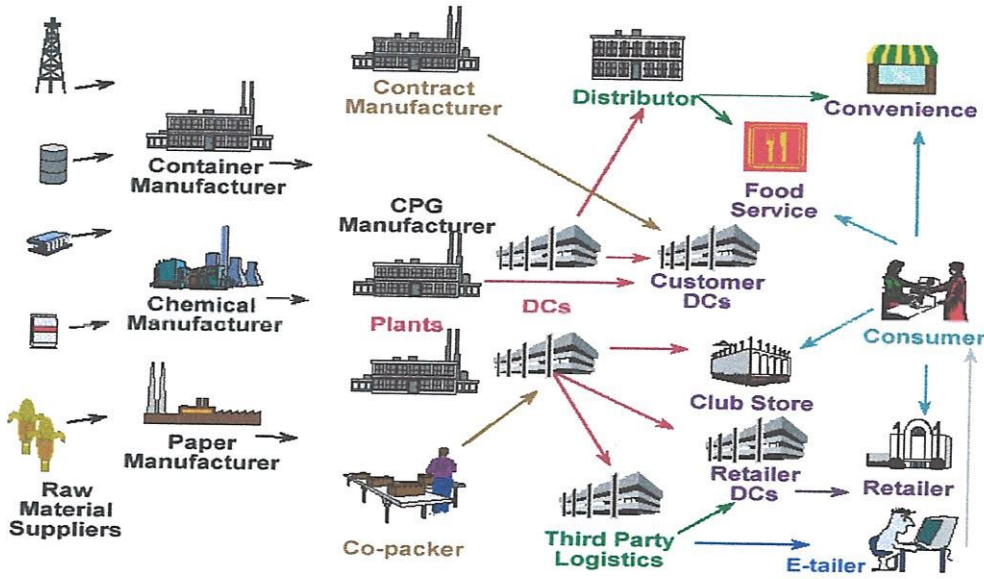 Contract
Manufacturer
Distributor
Convenience
Container
Manufacturer
Food
Service
CPG
Manufacturer
Customer
DCs
Chemical
Manufacturer
DCs
Plants
Consumer
Club Store
Paper
Manufacturer
Retailer
DCs
Retailer
Raw
Material
Suppliers
Co-packer
Third Party
Logistics
E-tailer